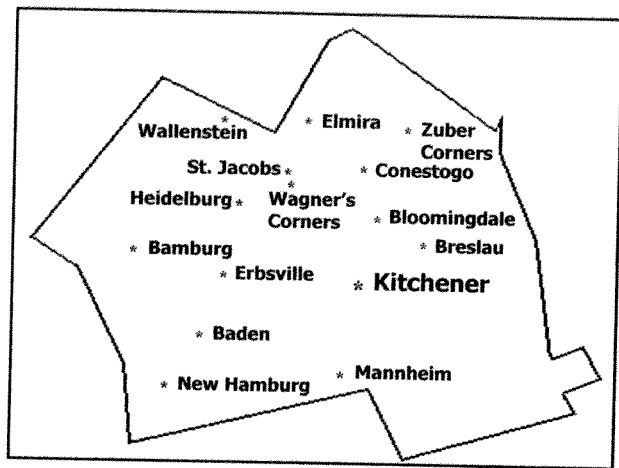 Wallenstein
Elmira
Zuber
Corners
St. Jacobs
Conestogo
Heidelburg
Wagner's
Corners
Bloomingdale
Bamburg
Breslau
Erbsville
Kitchener
Baden
Mannheim
New Hamburg